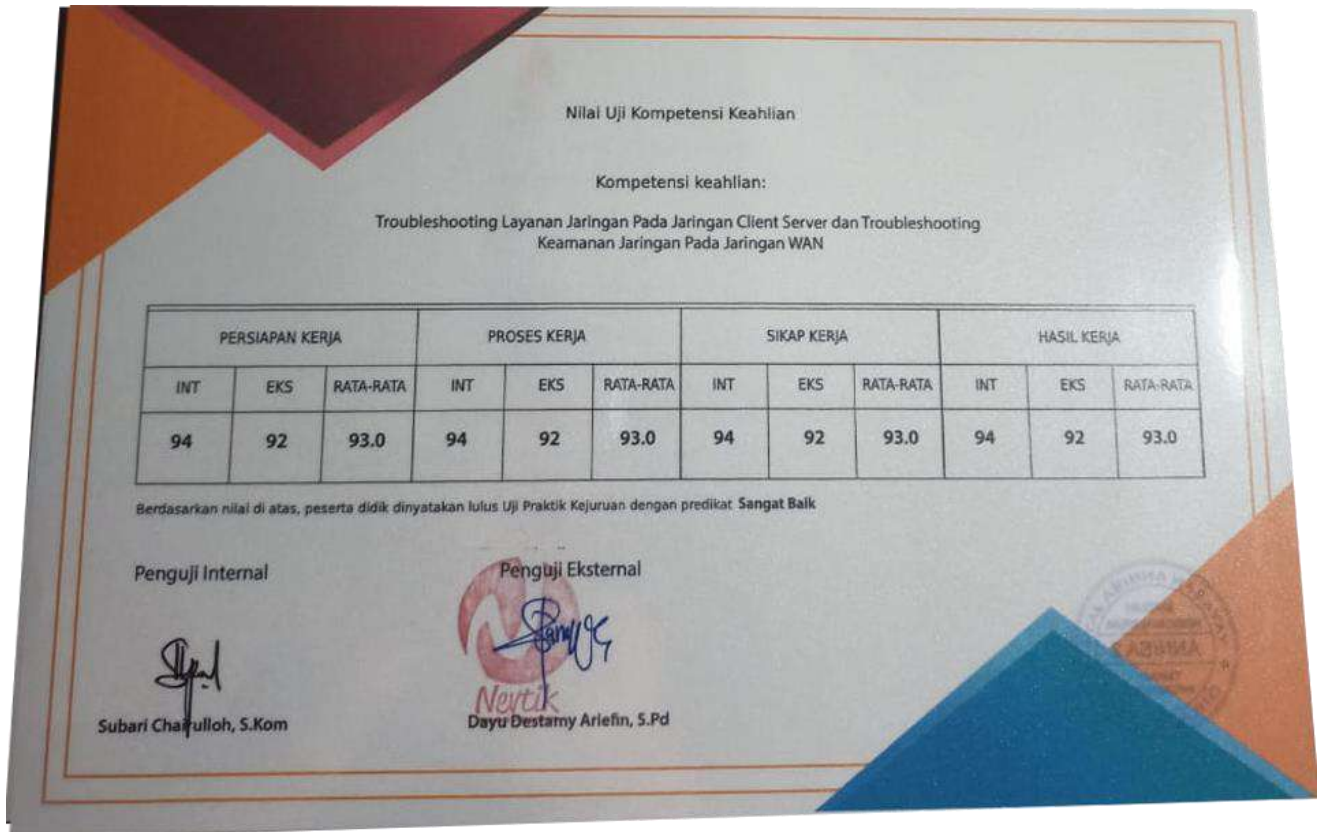 Nilai Uji Kompetensi Keahlian
Kompetensi keahlian:
Troubleshooting Layanan Jaringan Pada Jaringan Client Server dan Troubleshooting
Keamanan Jaringan Pada Jaringan WAN
PERSIAPAN KERJA PROSES KERJA SIKAP KERJA HASIL KERJA
INT EKS RATA-RATA INT EKS RATA-RATA INT EKS RATA-RATA INT EKS RATA-RATA
94 92 93.0 94 92 93.0 94 92 93.0 94 92 93.0
Berdasarkan nilai di atas, peserta didik dinyatakan lulus Uji Praktik Kejuruan dengan predikat Sangat Baik
Penguji Internal Penguji Eksternal
Nevtik
Subari Chairulloh, S.Kom Dayu Destamy Ariefin, S.Pd